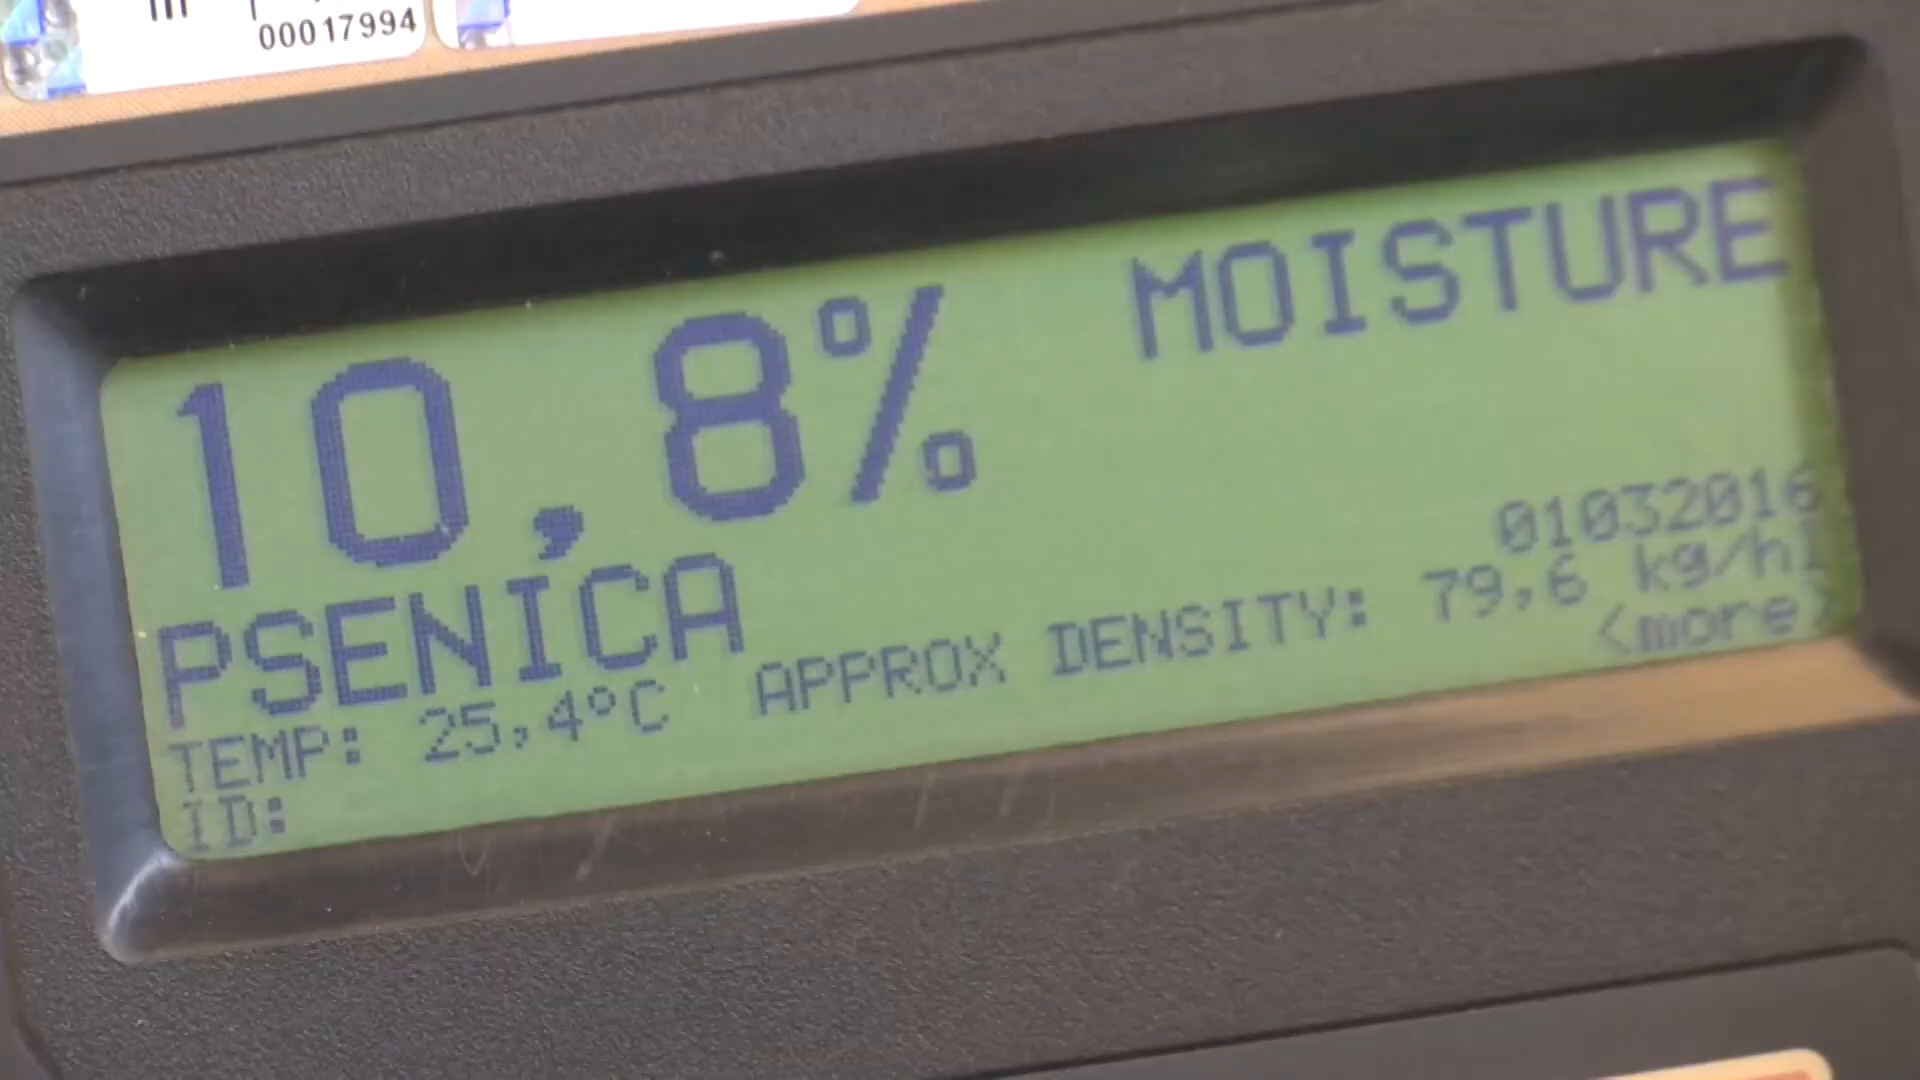 00017994
10,8% MOISTURE
PSENICA 01032016
TEMP: 25,4°C APPROX DENSITY: 79,6 kg/hl
ID: <more>